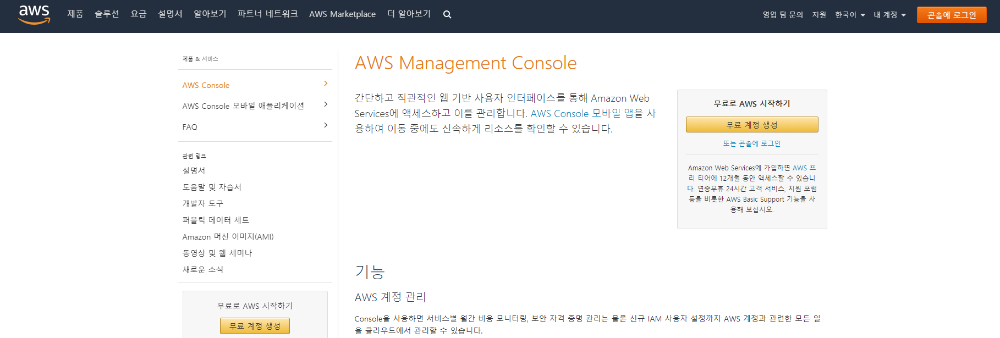 aws 제품 솔루션 요금 설명서 알아보기 파트너 네트워크 AWS Marketplace 더 알아보기 영업 팀 문의 지원 한국어 내 계정 콘솔에 로그인
제품 & 서비스
AWS Console
AWS Console 모바일 애플리케이션
FAQ
관련 링크
설명서
도움말 및 자습서
개발자 도구
퍼블릭 데이터 세트
Amazon 머신 이미지(AMI)
동영상 및 웹 세미나
새로운 소식
무료로 AWS 시작하기
무료 계정 생성
AWS Management Console
간단하고 직관적인 웹 기반 사용자 인터페이스를 통해 Amazon Web
Services에 액세스하고 이를 관리합니다. AWS Console 모바일 앱을 사
용하여 이동 중에도 신속하게 리소스를 확인할 수 있습니다.
무료로 AWS 시작하기
무료 계정 생성
또는 콘솔에 로그인
Amazon Web Services에 가입하면 AWS 프
리 티어에 12개월 동안 액세스할 수 있습니
다. 연중무휴 24시간 고객 서비스, 지원 포럼
등을 비롯한 AWS Basic Support 기능을 사
용해 보십시오.
기능
AWS 계정 관리
Console을 사용하면 서비스별 월간 비용 모니터링, 보안 자격 증명 관리는 물론 신규 IAM 사용자 설정까지 AWS 계정과 관련한 모든 일
을 클라우드에서 관리할 수 있습니다.